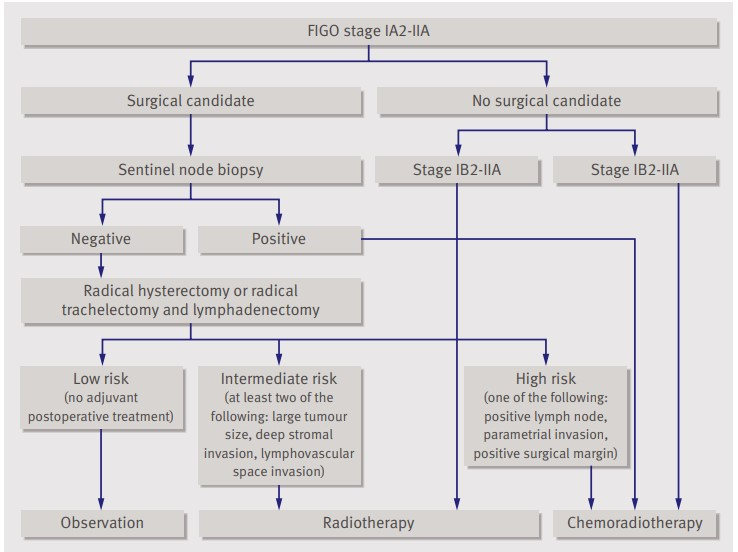 FIGO stage IA2-IIA
Surgical candidate
No surgical candidate
Sentinel node biopsy
Stage IB2-IIA
Stage IB2-IIA
Negative
Positive
Radical hysterectomy or radical
trachelectomy and lymphadenectomy
Low risk
(no adjuvant
postoperative treatment)
Intermediate risk
(at least two of the
following: large tumour
size, deep stromal
invasion, lymphovascular
space invasion)
High risk
(one of the following:
positive lymph node,
parametrial invasion,
positive surgical margin)
Observation
Radiotherapy
Chemoradiotherapy